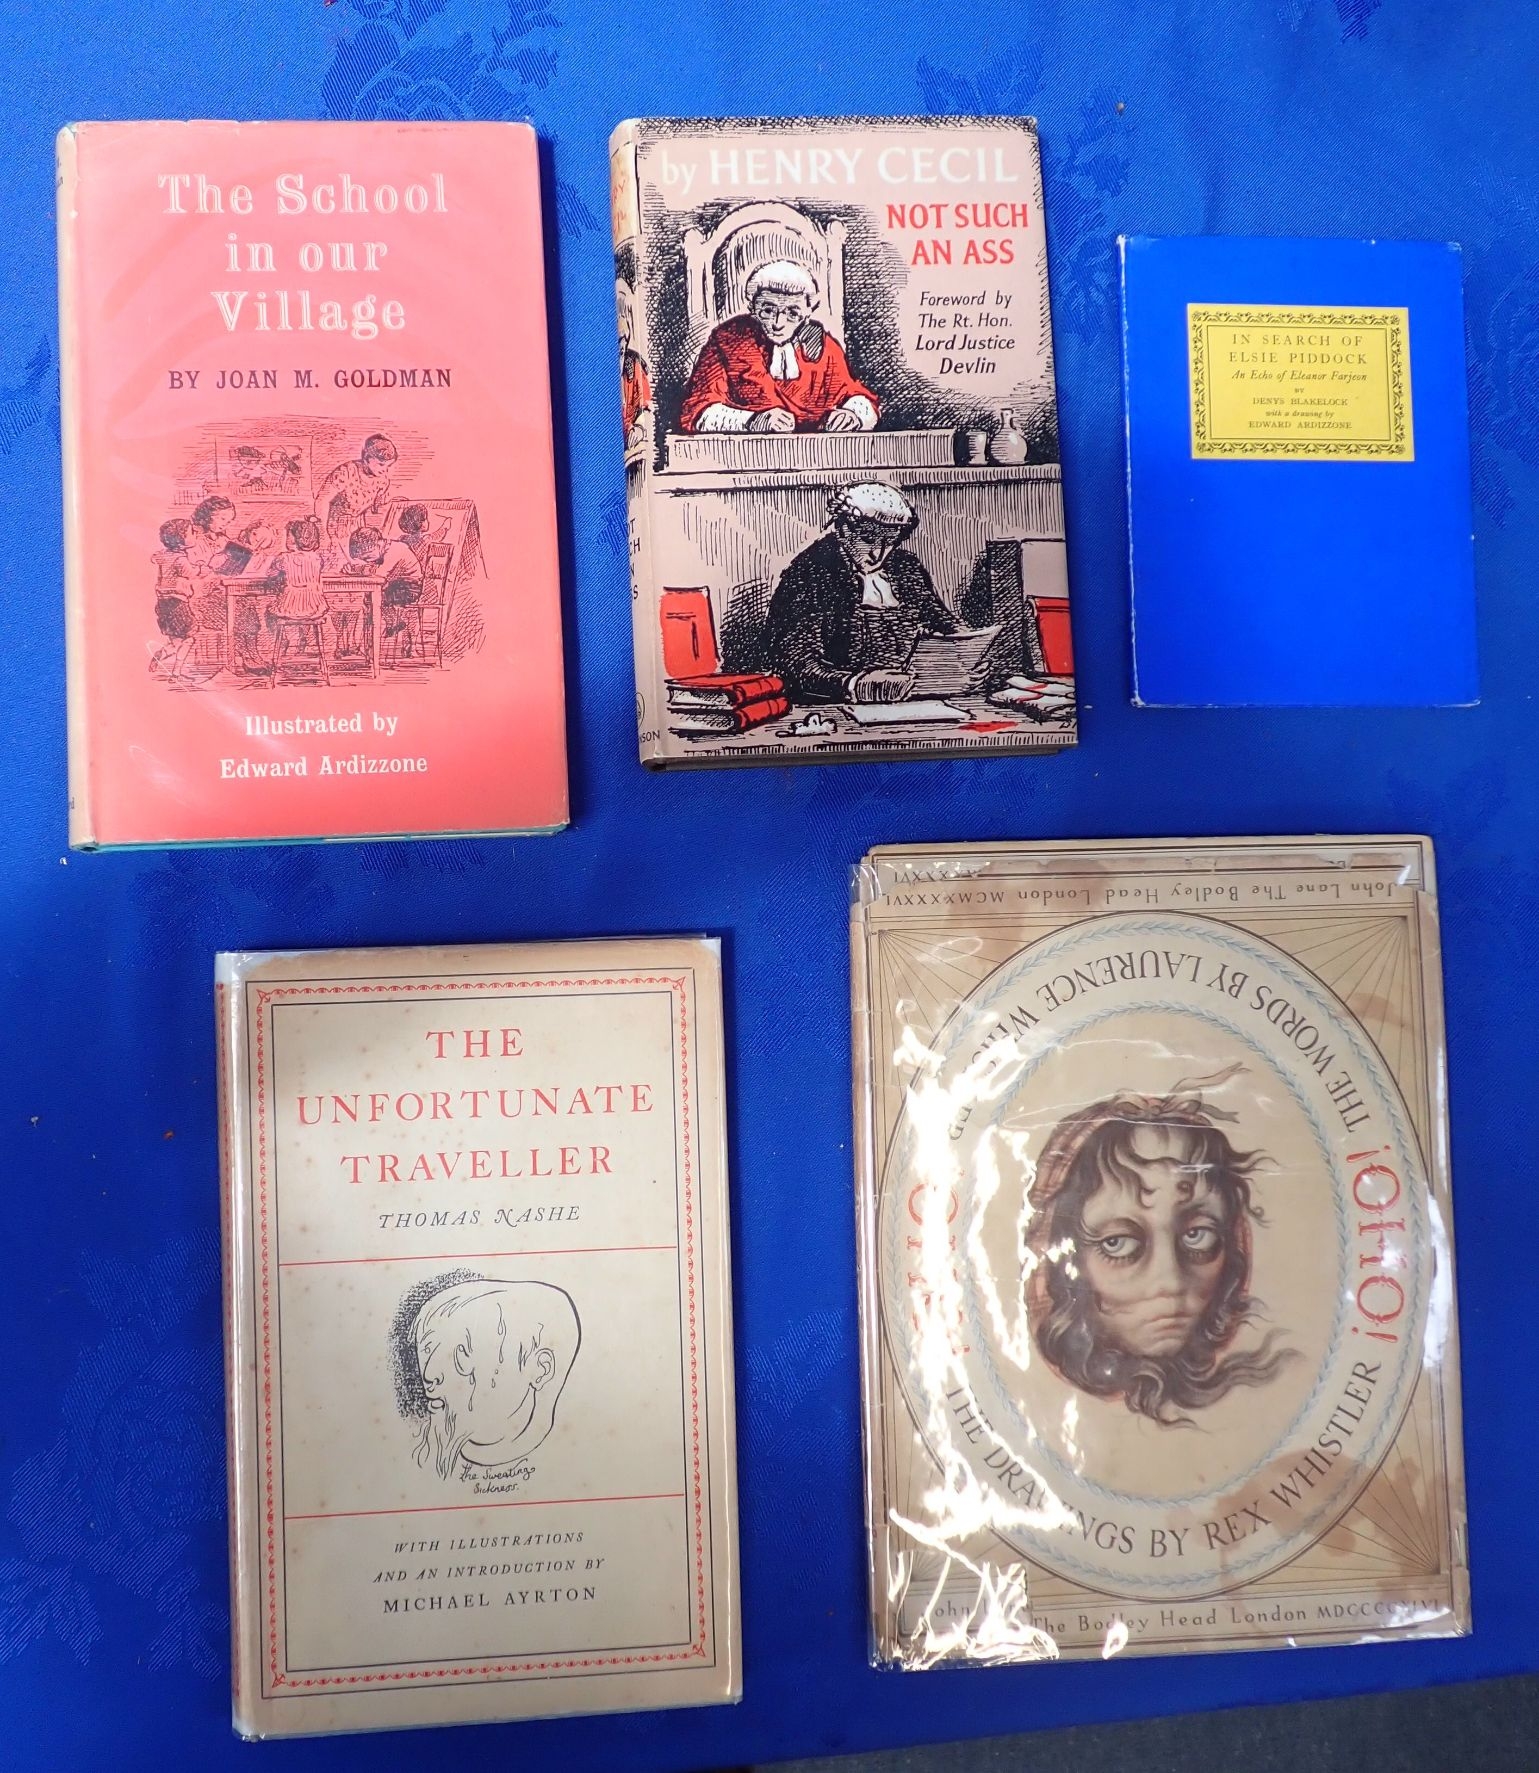 The School
in our
Village
BY JOAN M. GOLDMAN
Illustrated by
Edward Ardizzone
by HENRY CECIL
NOT SUCH
AN ASS
Foreword by
The Rt. Hon.
Lord Justice
Devlin
IN SEARCH OF
ELSIE PIDDOCK
An Echo of Eleanor Farjeon
BY
DENYS BLAKELOCK
with a drawing by
EDWARD ARDIZZONE
THE
UNFORTUNATE
TRAVELLER
THOMAS NASHE
the Sweating
Sickness.
WITH ILLUSTRATIONS
AND AN INTRODUCTION BY
MICHAEL AYRTON
John Lane The Bodley Head London
THE WORDS BY LAURENCE
¡OHO!
THE DRAWINGS BY REX WHISTLER
The Bodley Head London